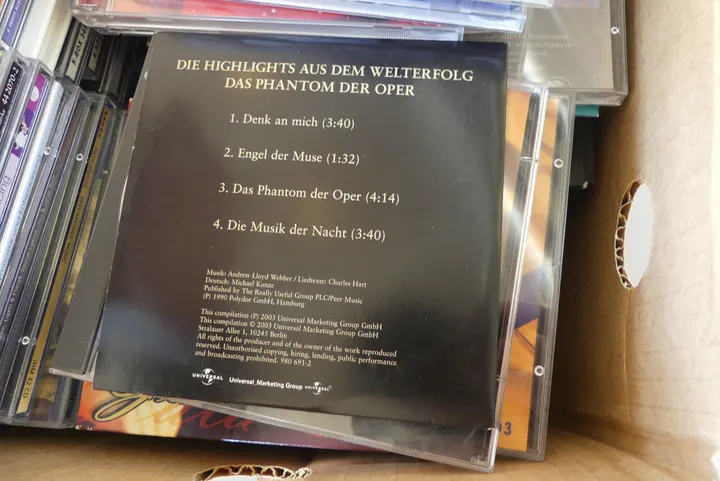 DIE HIGHLIGHTS AUS DEM WELTERFOLG
DAS PHANTOM DER OPER
1. Denk an mich (3:40)
2. Engel der Muse (1:32)
3. Das Phantom der Oper (4:14)
4. Die Musik der Nacht (3:40)
Musik: Andrew Lloyd Webber / Liedtexte: Charles Hart
Deutsch: Michael Kunze
Published by The Really Useful Group PLC/Peer Music
(P) 1990 Polydor GmbH, Hamburg
This compilation (P) 2003 Universal Marketing Group GmbH
This compilation © 2003 Universal Marketing Group GmbH
Stralauer Allee 1, 10245 Berlin
All rights of the producer and of the owner of the work reproduced
reserved. Unauthorised copying, hiring, lending, public performance
and broadcasting prohibited. 980 691-2
UNIVERSAL Universal_Marketing Group UNIVERSAL
44 2070-2